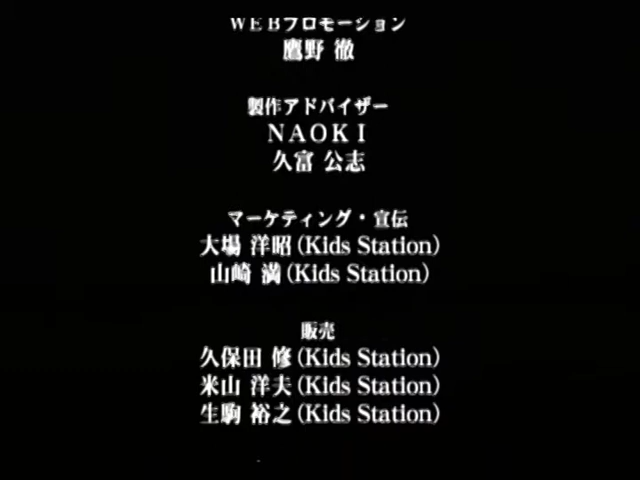 WEBプロモーション
鷹野 徹
製作アドバイザー
NAOKI
久富 公志
マーケティング・宣伝
大場 洋昭(Kids Station)
山崎 満(Kids Station)
販売
久保田 修(Kids Station)
米山 洋夫(Kids Station)
生駒 裕之(Kids Station)